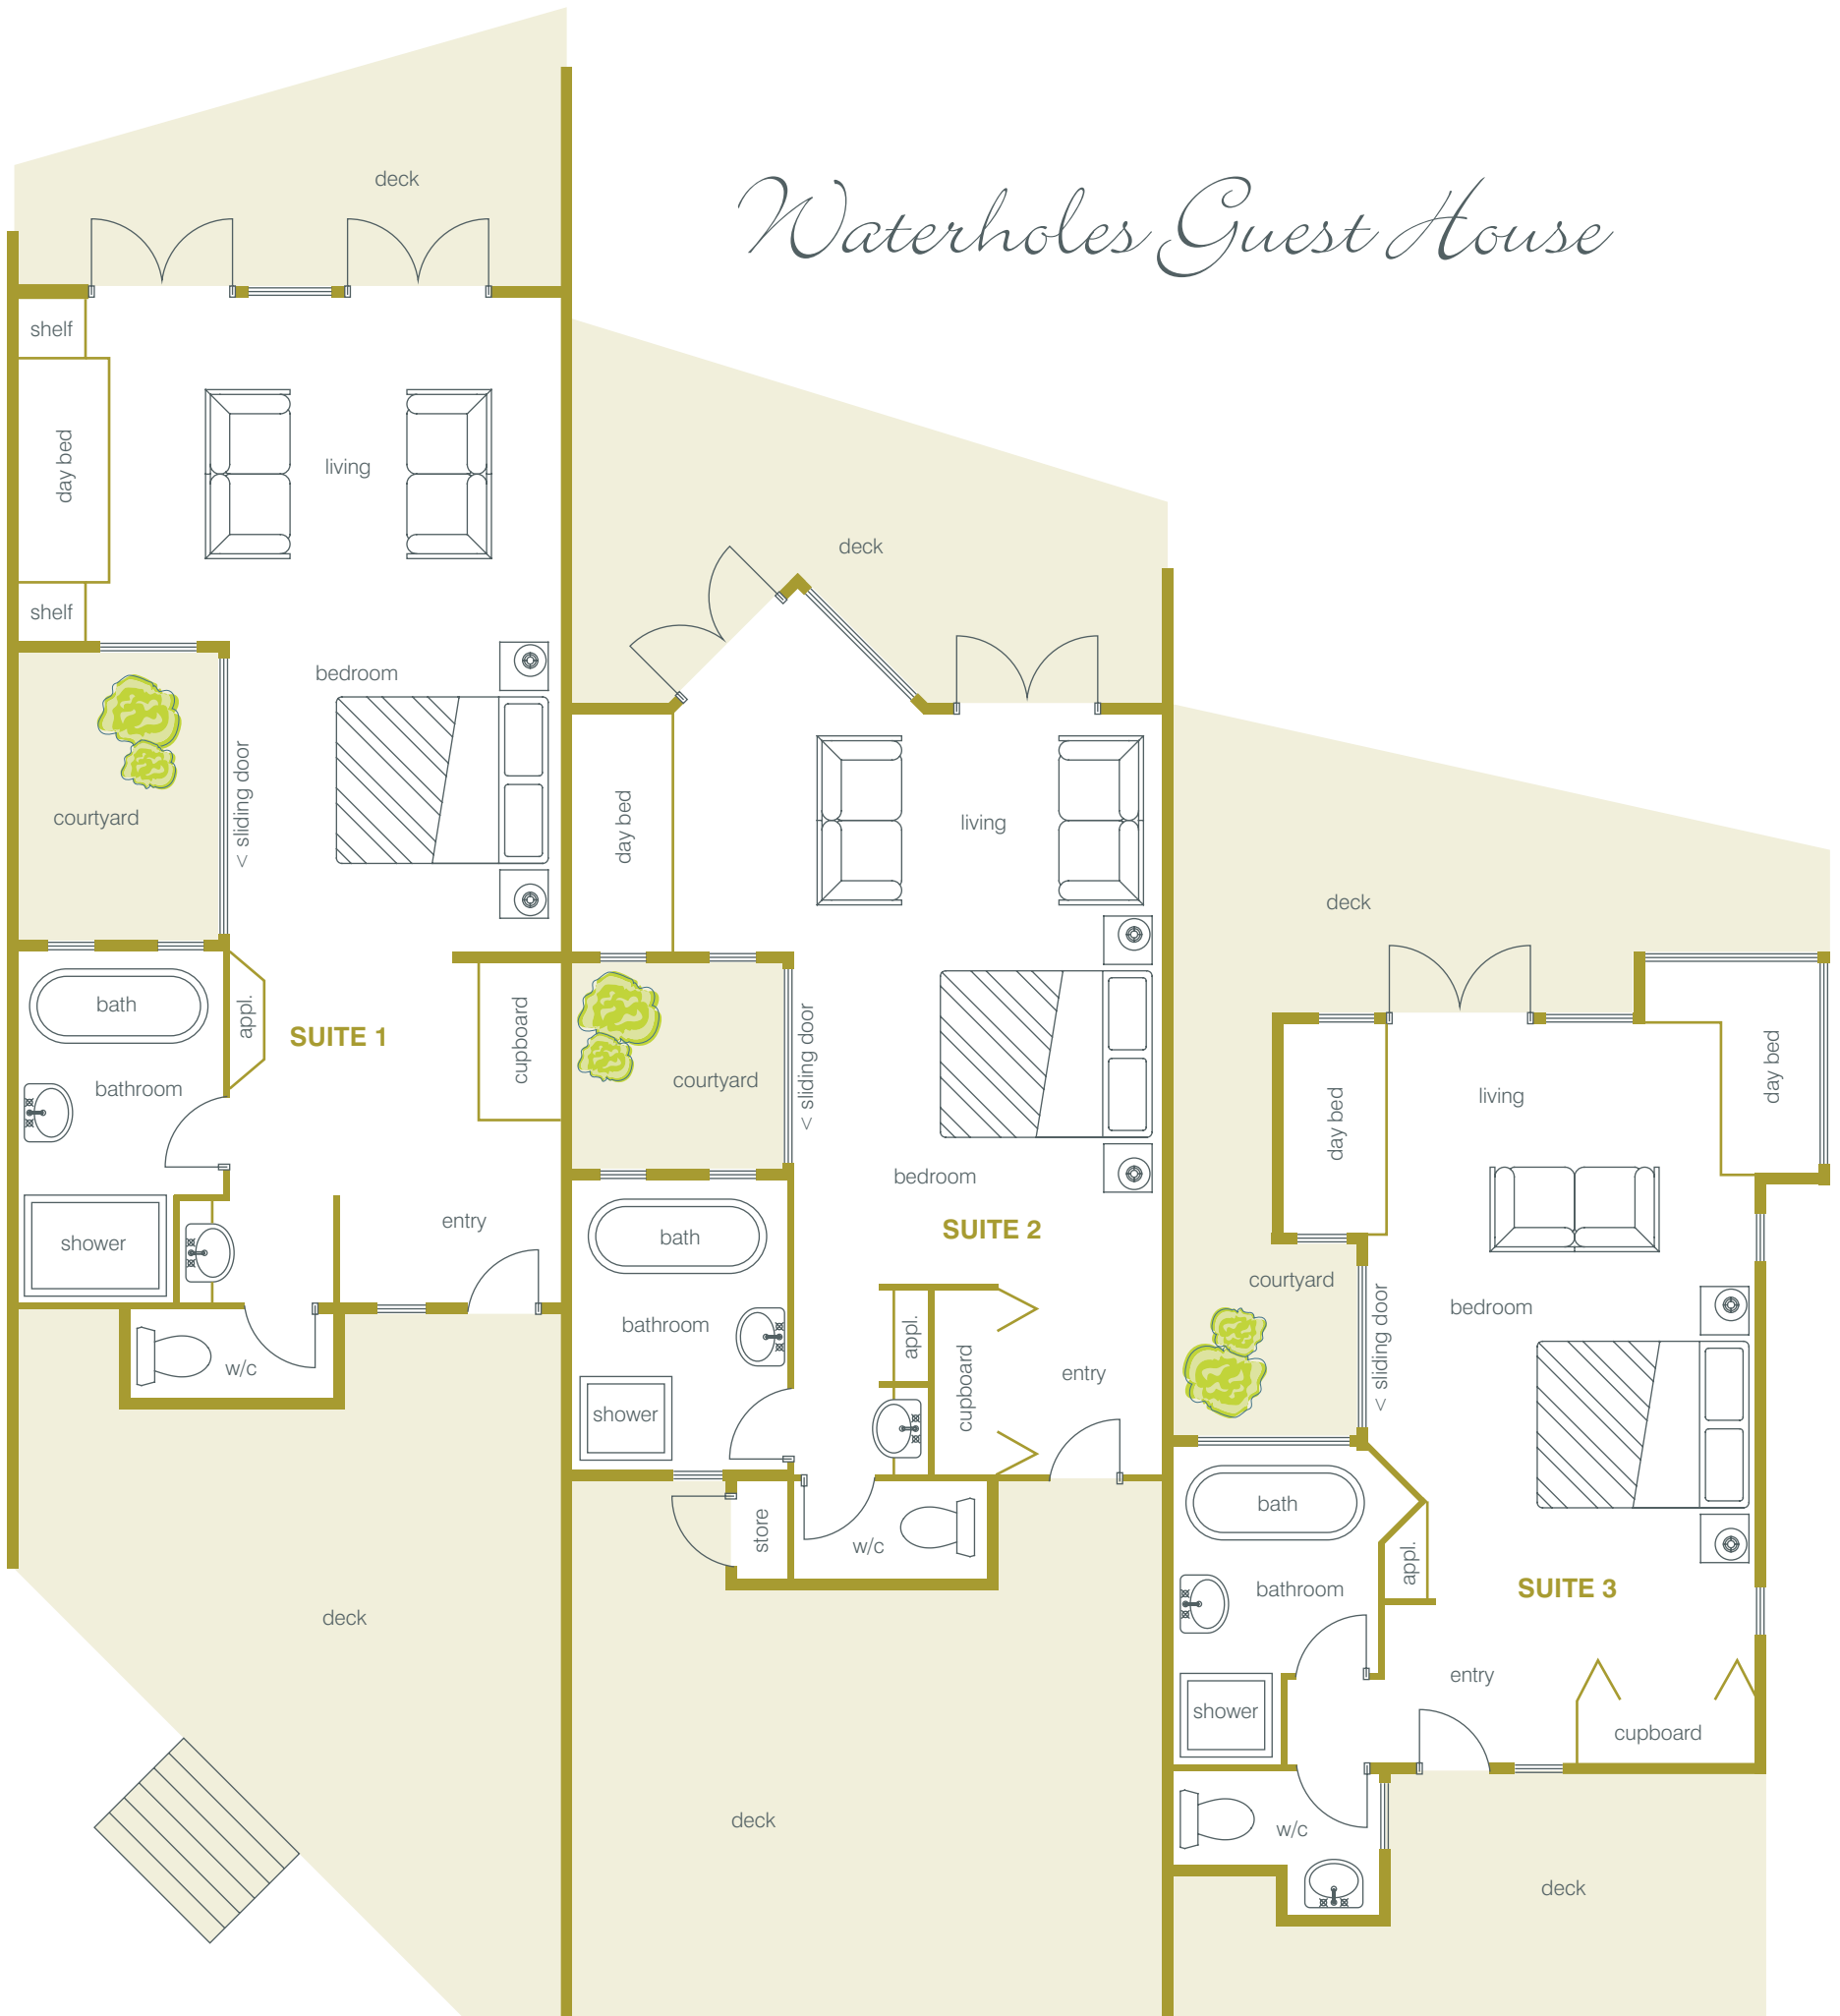 Waterholes Guest House
deck
shelf
day bed
living
shelf
bedroom
courtyard
< sliding door
bath
appl.
SUITE 1
cupboard
bathroom
shower
entry
w/c
deck
deck
day bed
living
courtyard
< sliding door
bedroom
SUITE 2
bath
bathroom
appl.
cupboard
entry
shower
store
w/c
deck
deck
day bed
living
day bed
courtyard
< sliding door
bedroom
bath
appl.
bathroom
SUITE 3
entry
shower
cupboard
w/c
deck